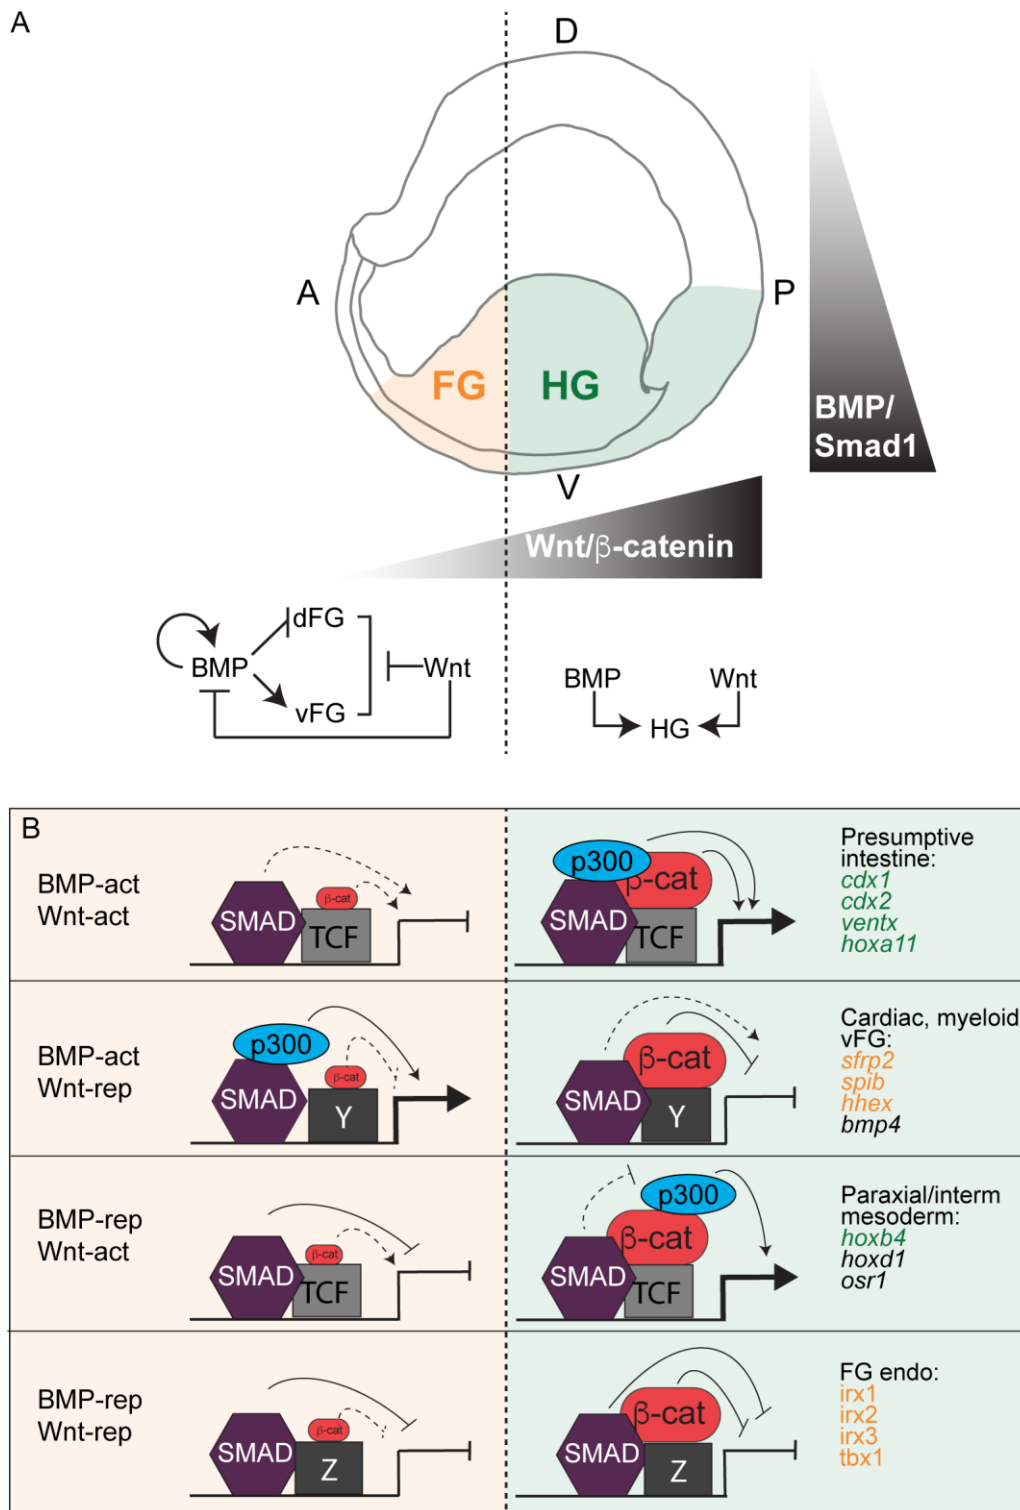 A
D
A
P
FG
HG
V
BMP/
Smad1
Wnt/β-catenin
dFG
BMP
Wnt
vFG
BMP
Wnt
HG
B
BMP-act
Wnt-act
SMAD
β-cat
TCF
p300
β-cat
SMAD
TCF
Presumptive
intestine:
cdx1
cdx2
ventx
hoxa11
BMP-act
Wnt-rep
p300
SMAD
β-cat
Y
β-cat
SMAD
Y
Cardiac, myeloid
vFG:
sfrp2
spib
hhex
bmp4
BMP-rep
Wnt-act
SMAD
β-cat
TCF
p300
β-cat
SMAD
TCF
Paraxial/interm
mesoderm:
hoxb4
hoxd1
osr1
BMP-rep
Wnt-rep
SMAD
β-cat
Z
β-cat
SMAD
Z
FG endo:
irx1
irx2
irx3
tbx1